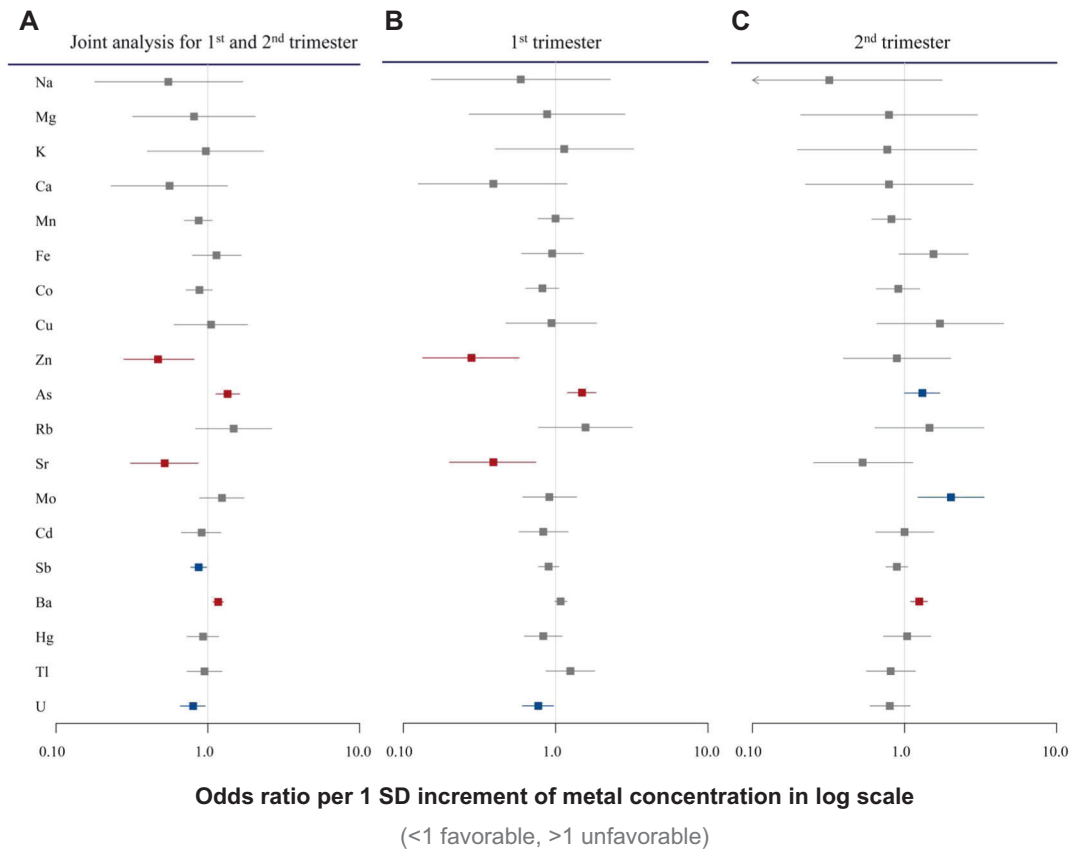 A
Joint analysis for 1st and 2nd trimester
B
1st trimester
C
2nd trimester
Na
Mg
K
Ca
Mn
Fe
Co
Cu
Zn
As
Rb
Sr
Mo
Cd
Sb
Ba
Hg
Tl
U
0.10 1.0 10.0
0.10 1.0 10.0
0.10 1.0 10.0
Odds ratio per 1 SD increment of metal concentration in log scale
(<1 favorable, >1 unfavorable)